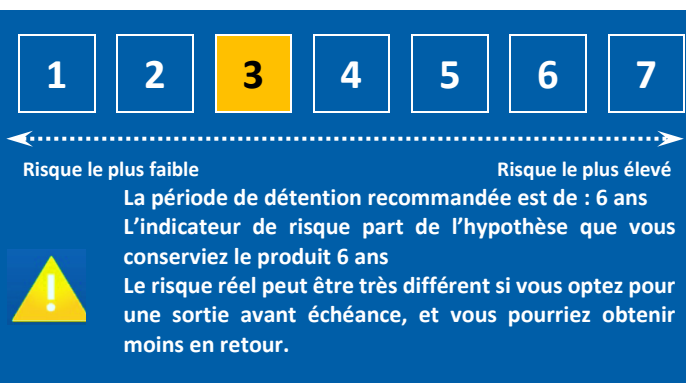 1 2 3 4 5 6 7
Risque le plus faible Risque le plus élevé
La période de détention recommandée est de : 6 ans
L’indicateur de risque part de l’hypothèse que vous
conserviez le produit 6 ans
Le risque réel peut être très différent si vous optez pour
une sortie avant échéance, et vous pourriez obtenir
moins en retour.